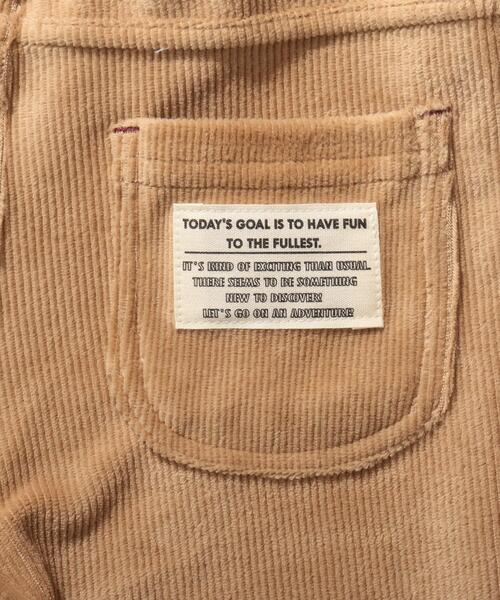 TODAY'S GOAL IS TO HAVE FUN
TO THE FULLEST.
IT'S KIND OF EXCITING THAN USUAL.
THERE SEEMS TO BE SOMETHING
NEW TO DISCOVER!
LET'S GO ON AN ADVENTURE!